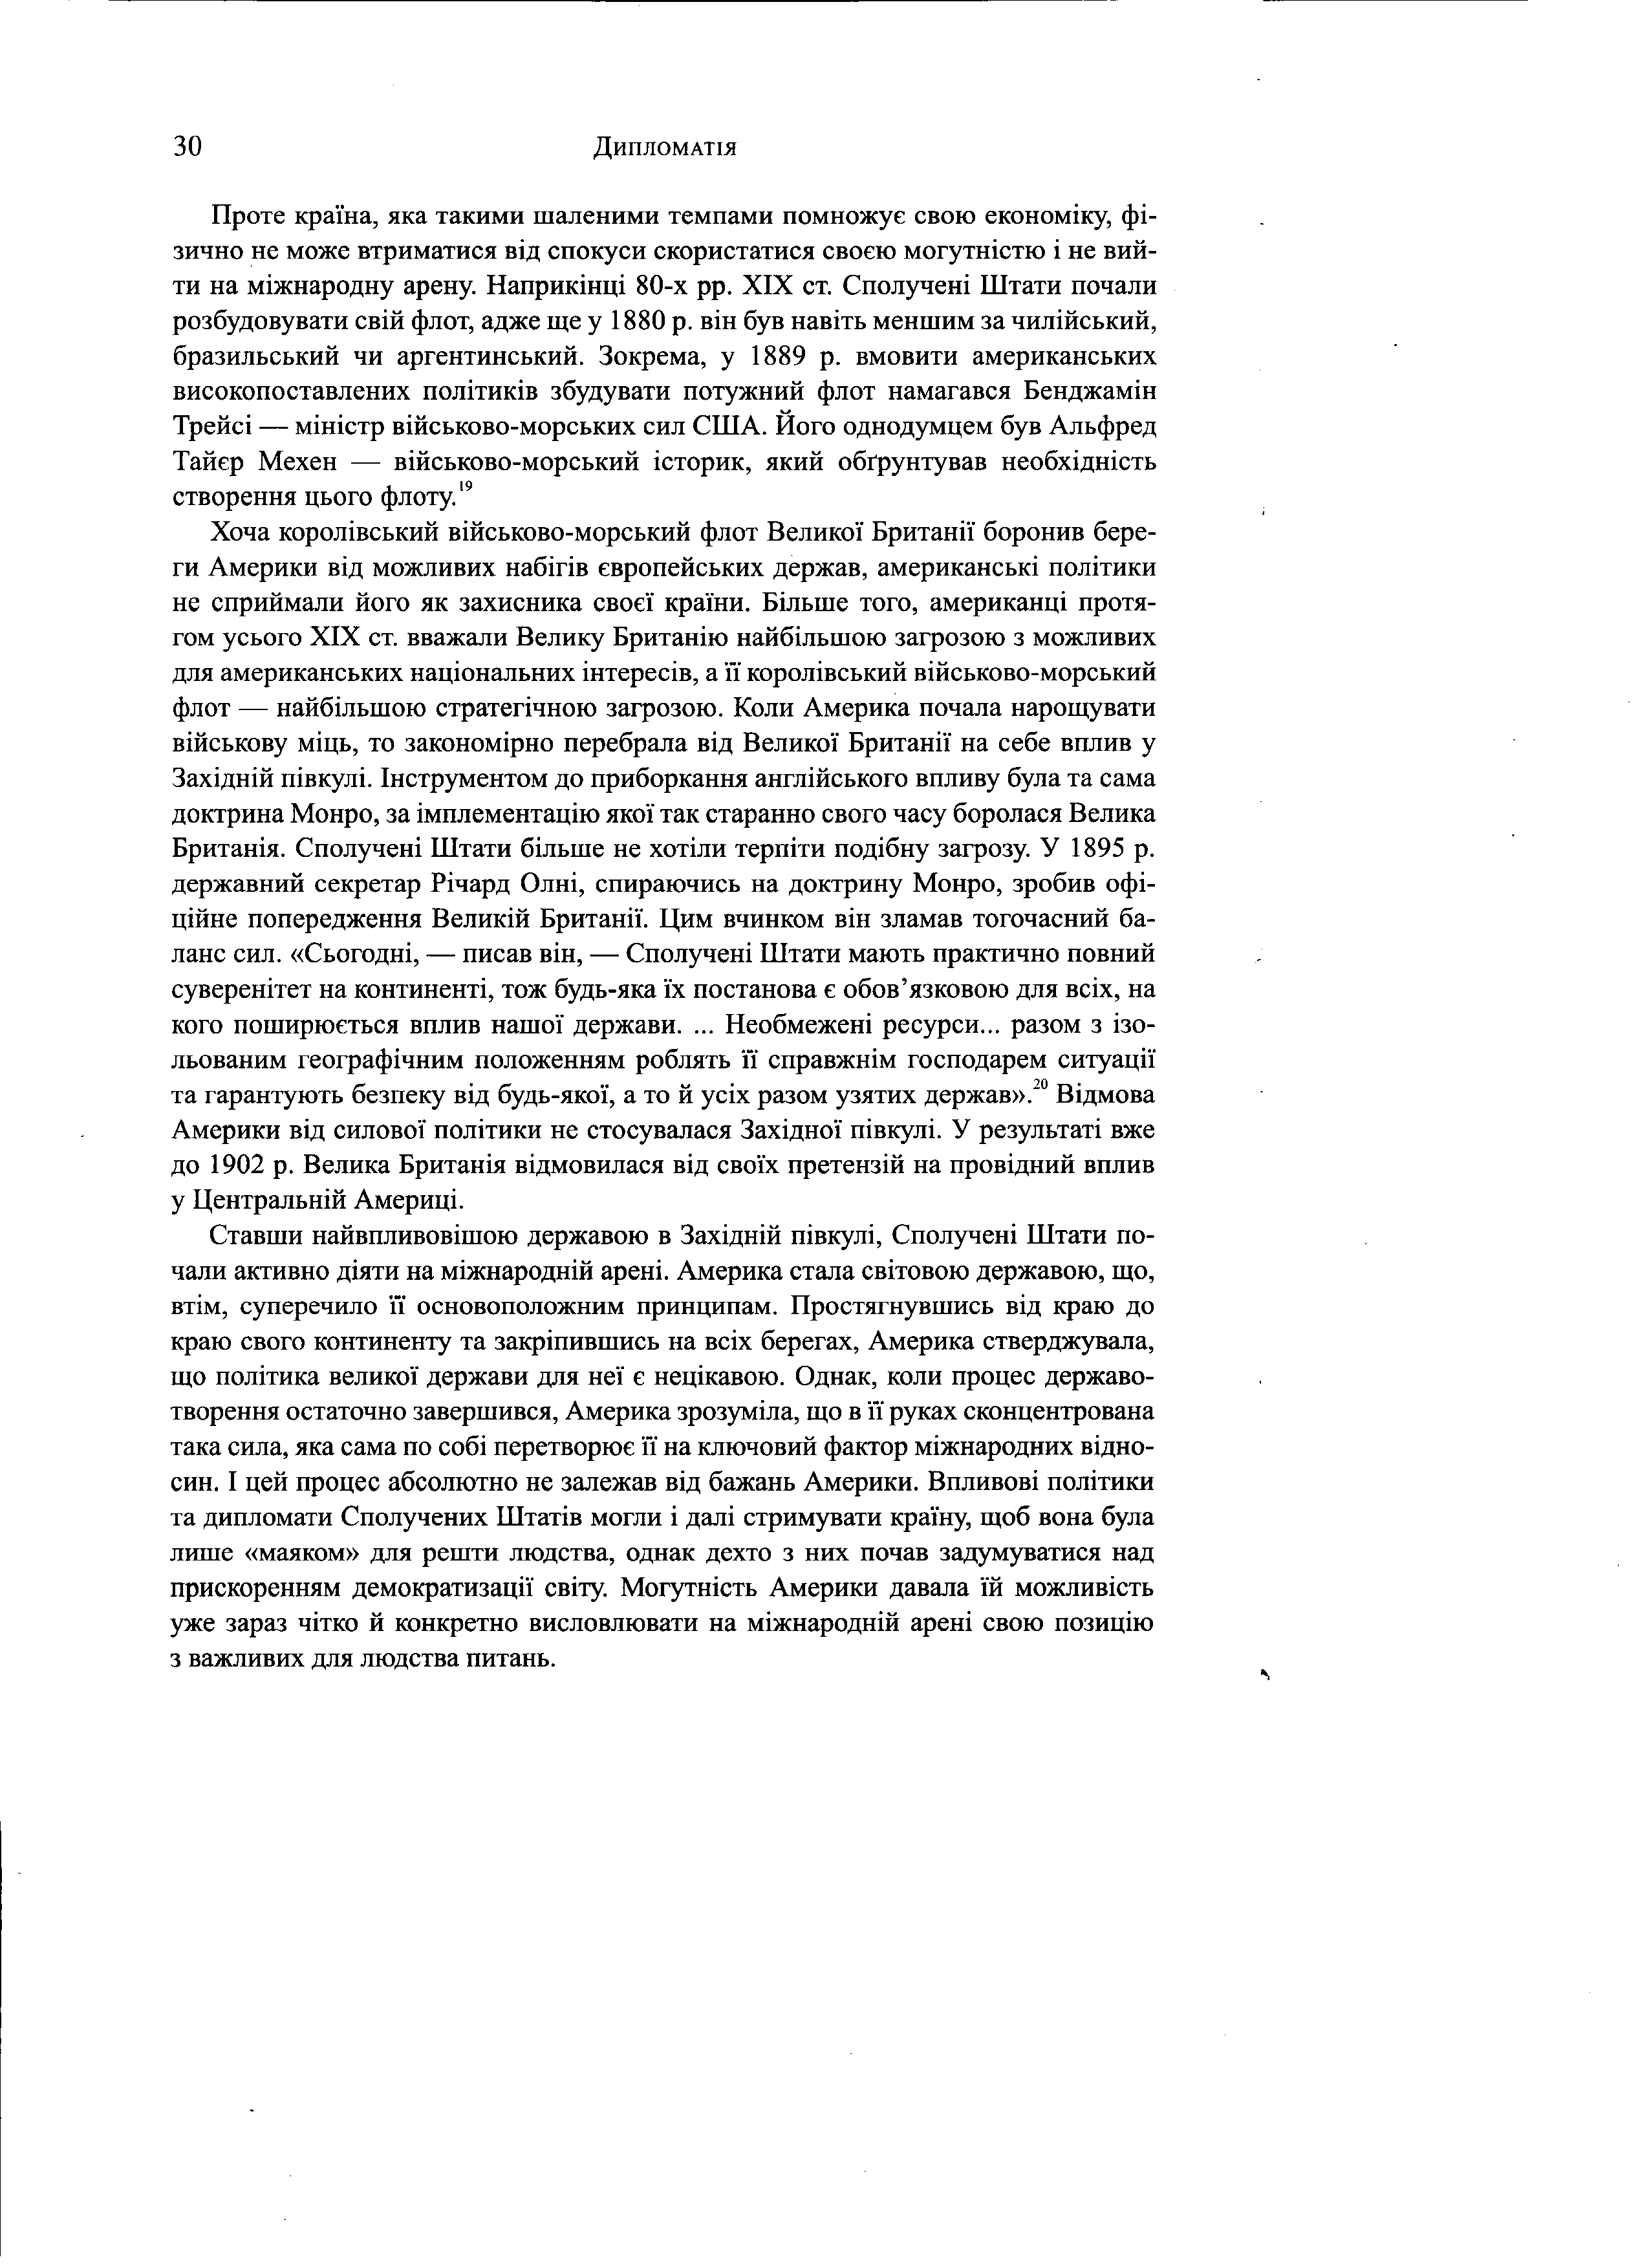 30 Дипломатія
Проте країна, яка такими шаленими темпами помножує свою економіку, фі-
зично не може втриматися від спокуси скористатися своєю могутністю і не вий-
ти на міжнародну арену. Наприкінці 80-х рр. XIX ст. Сполучені Штати почали
розбудовувати свій флот, адже ще у 1880 р. він був навіть меншим за чилійський,
бразильський чи аргентинський. Зокрема, у 1889 р. вмовити американських
високопоставлених політиків збудувати потужний флот намагався Бенджамін
Трейсі — міністр військово-морських сил США. Його однодумцем був Альфред
Тайєр Мехен — військово-морський історик, який обґрунтував необхідність
створення цього флоту.19
Хоча королівський військово-морський флот Великої Британії боронив бере-
ги Америки від можливих набігів європейських держав, американські політики
не сприймали його як захисника своєї країни. Більше того, американці протя-
гом усього XIX ст. вважали Велику Британію найбільшою загрозою з можливих
для американських національних інтересів, а її королівський військово-морський
флот — найбільшою стратегічною загрозою. Коли Америка почала нарощувати
військову міць, то закономірно перебрала від Великої Британії на себе вплив у
Західній півкулі. Інструментом до приборкання англійського впливу була та сама
доктрина Монро, за імплементацію якої так старанно свого часу боролася Велика
Британія. Сполучені Штати більше не хотіли терпіти подібну загрозу. У 1895 р.
державний секретар Річард Олні, спираючись на доктрину Монро, зробив офі-
ційне попередження Великій Британії. Цим вчинком він зламав тогочасний ба-
ланс сил. «Сьогодні, — писав він, — Сполучені Штати мають практично повний
суверенітет на континенті, тож будь-яка їх постанова є обов’язковою для всіх, на
кого поширюється вплив нашої держави. ... Необмежені ресурси... разом з ізо-
льованим географічним положенням роблять її справжнім господарем ситуації
та гарантують безпеку від будь-якої, а то й усіх разом узятих держав».20 Відмова
Америки від силової політики не стосувалася Західної півкулі. У результаті вже
до 1902 р. Велика Британія відмовилася від своїх претензій на провідний вплив
у Центральній Америці.
Ставши найвпливовішою державою в Західній півкулі, Сполучені Штати по-
чали активно діяти на міжнародній арені. Америка стала світовою державою, що,
втім, суперечило її основоположним принципам. Простягнувшись від краю до
краю свого континенту та закріпившись на всіх берегах, Америка стверджувала,
що політика великої держави для неї є нецікавою. Однак, коли процес державо-
творення остаточно завершився, Америка зрозуміла, що в її руках сконцентрована
така сила, яка сама по собі перетворює її на ключовий фактор міжнародних відно-
син. І цей процес абсолютно не залежав від бажань Америки. Впливові політики
та дипломати Сполучених Штатів могли і далі стримувати країну, щоб вона була
лише «маяком» для решти людства, однак дехто з них почав задумуватися над
прискоренням демократизації світу. Могутність Америки давала їй можливість
уже зараз чітко й конкретно висловлювати на міжнародній арені свою позицію
з важливих для людства питань.